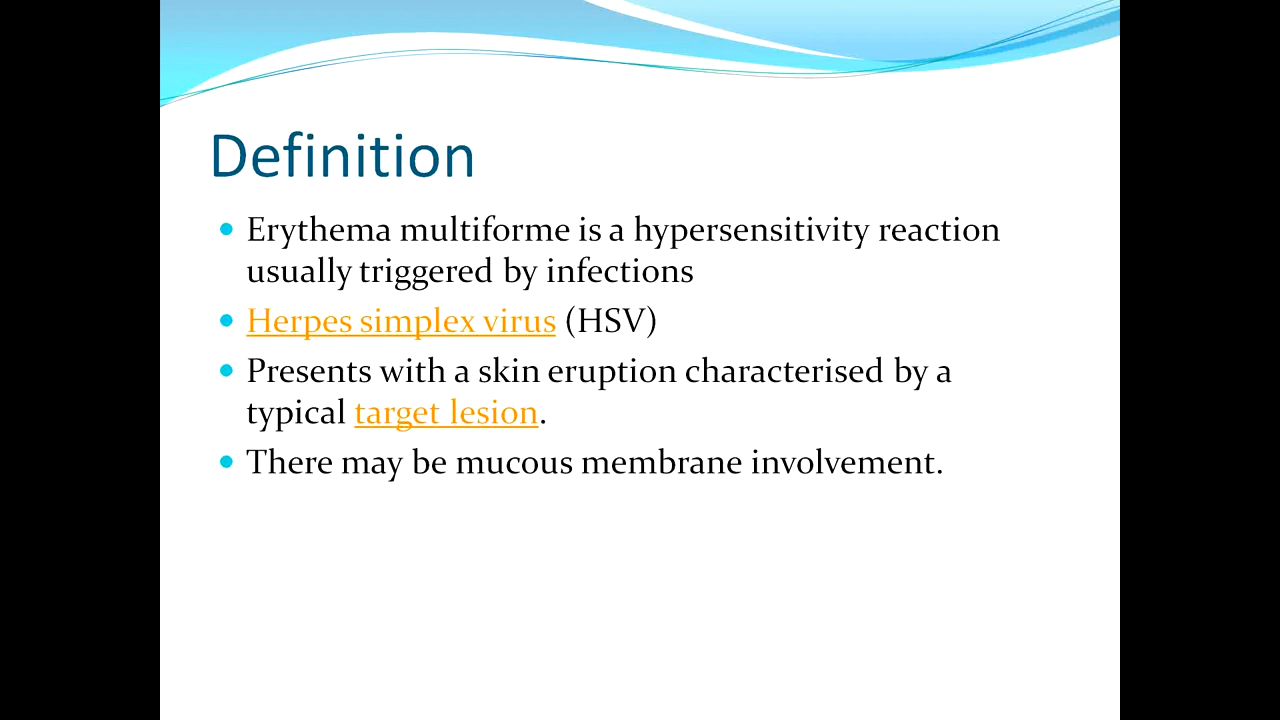 Definition
Erythema multiforme is a hypersensitivity reaction
usually triggered by infections
Herpes simplex virus (HSV)
Presents with a skin eruption characterised by a
typical target lesion.
There may be mucous membrane involvement.